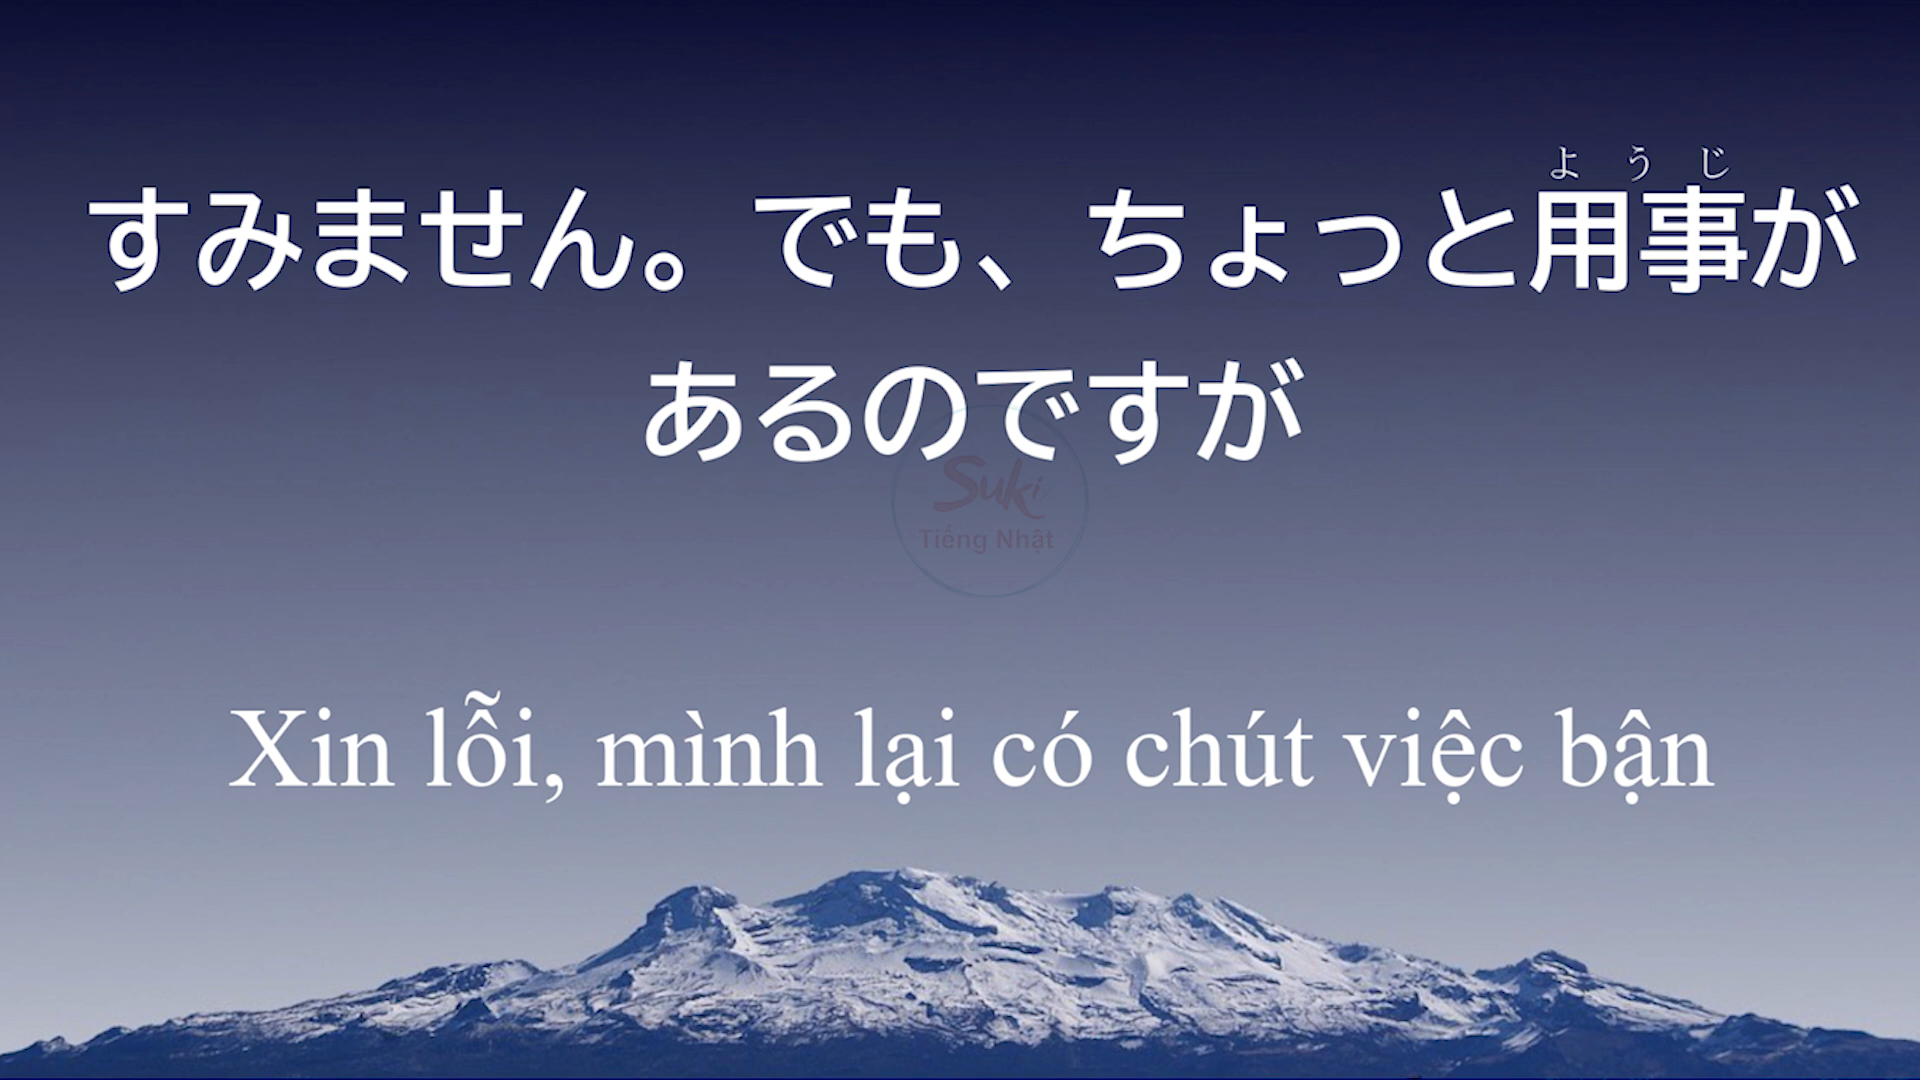 ようじ
すみません。でも、ちょっと用事が
あるのですが
Suki
Tiếng Nhật
Xin lỗi, mình lại có chút việc bận